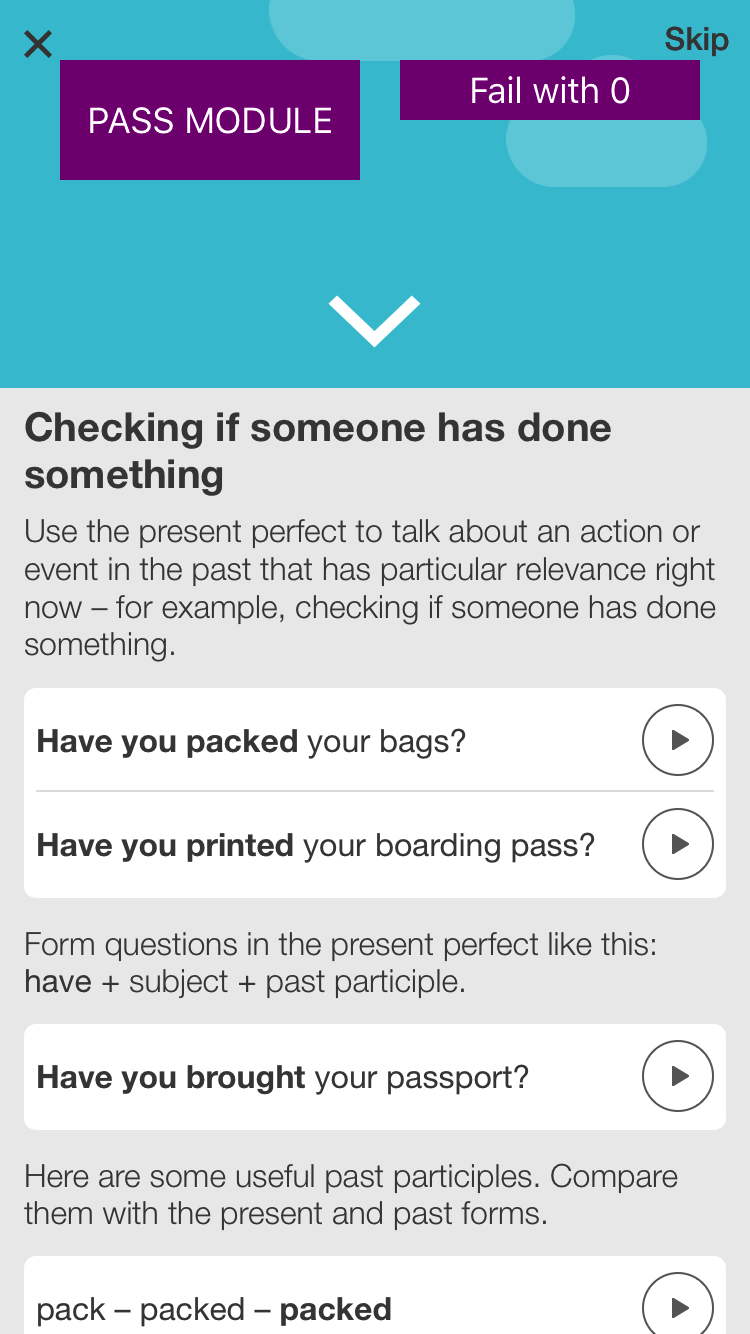 Skip
PASS MODULE
Fail with 0
Checking if someone has done
something
Use the present perfect to talk about an action or
event in the past that has particular relevance right
now – for example, checking if someone has done
something.
Have you packed your bags?
Have you printed your boarding pass?
Form questions in the present perfect like this:
have + subject + past participle.
Have you brought your passport?
Here are some useful past participles. Compare
them with the present and past forms.
pack – packed – packed